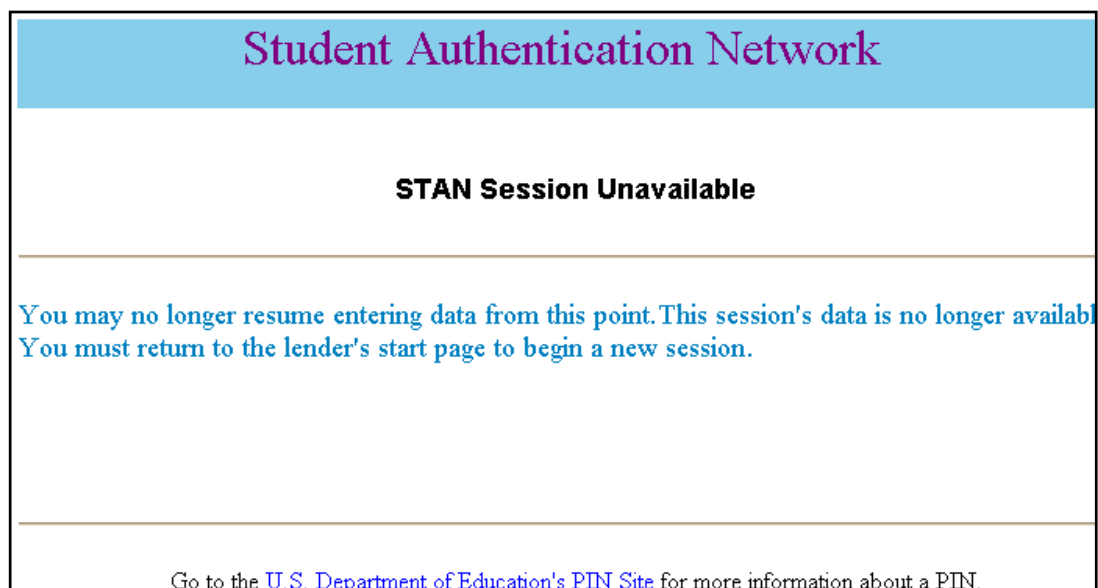 Student Authentication Network
STAN Session Unavailable
You may no longer resume entering data from this point.This session's data is no longer availabl
You must return to the lender's start page to begin a new session.
Go to the U.S. Department of Education's PIN Site for more information about a PIN.